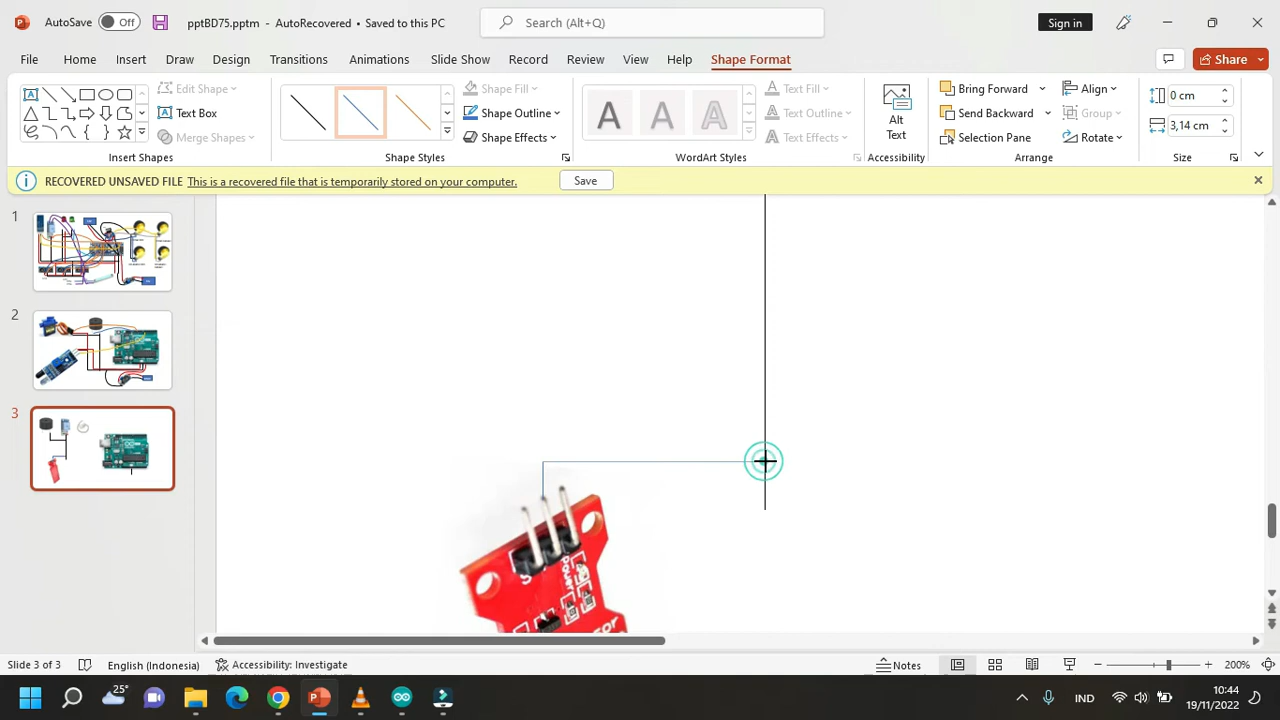 AutoSave Off pptBD75.pptm - AutoRecovered • Saved to this PC Search (Alt+Q) Sign in
File Home Insert Draw Design Transitions Animations Slide Show Record Review View Help Shape Format Share
Edit Shape
Text Box
Merge Shapes
Insert Shapes
Shape Fill
Shape Outline
Shape Effects
Shape Styles
A A A
Text Fill
Text Outline
Text Effects
WordArt Styles
Alt
Text
Accessibility
Bring Forward
Send Backward
Selection Pane
Align
Group
Rotate
Arrange
0 cm
3,14 cm
Size
RECOVERED UNSAVED FILE This is a recovered file that is temporarily stored on your computer. Save
1
2
3
S
power
sor
Slide 3 of 3 English (Indonesia) Accessibility: Investigate Notes 200%
25° IND 10:44
19/11/2022